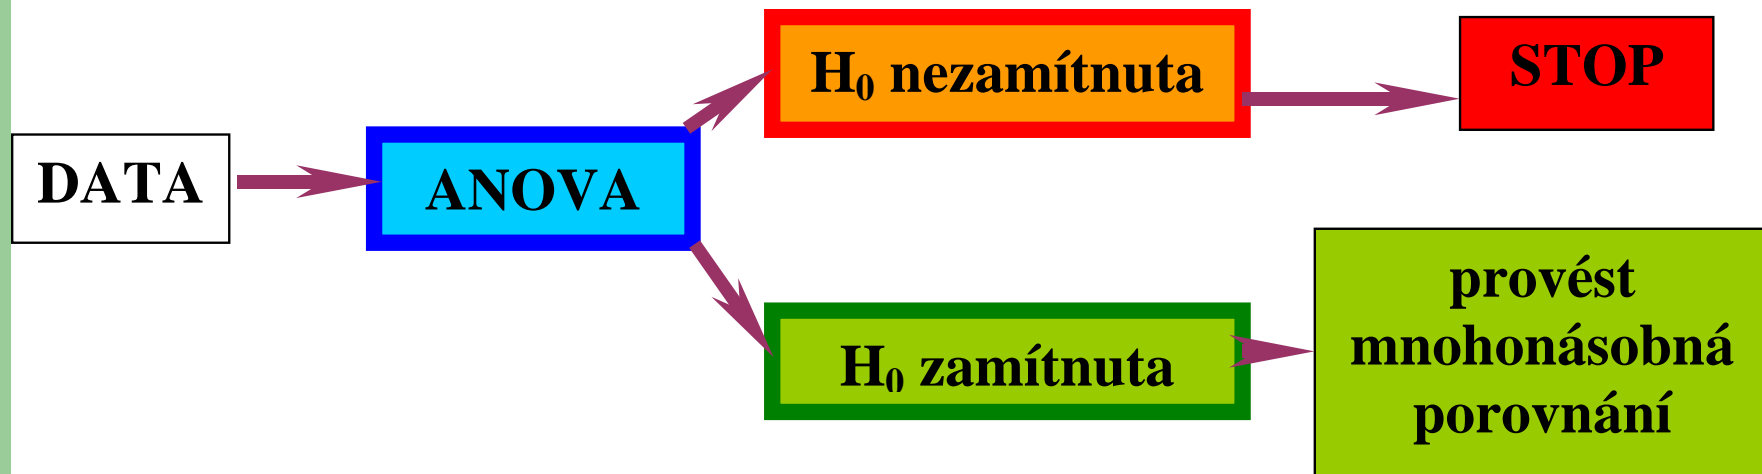 DATA
ANOVA
H₀ nezamítnuta
STOP
H₀ zamítnuta
provést
mnohonásobná
porovnání